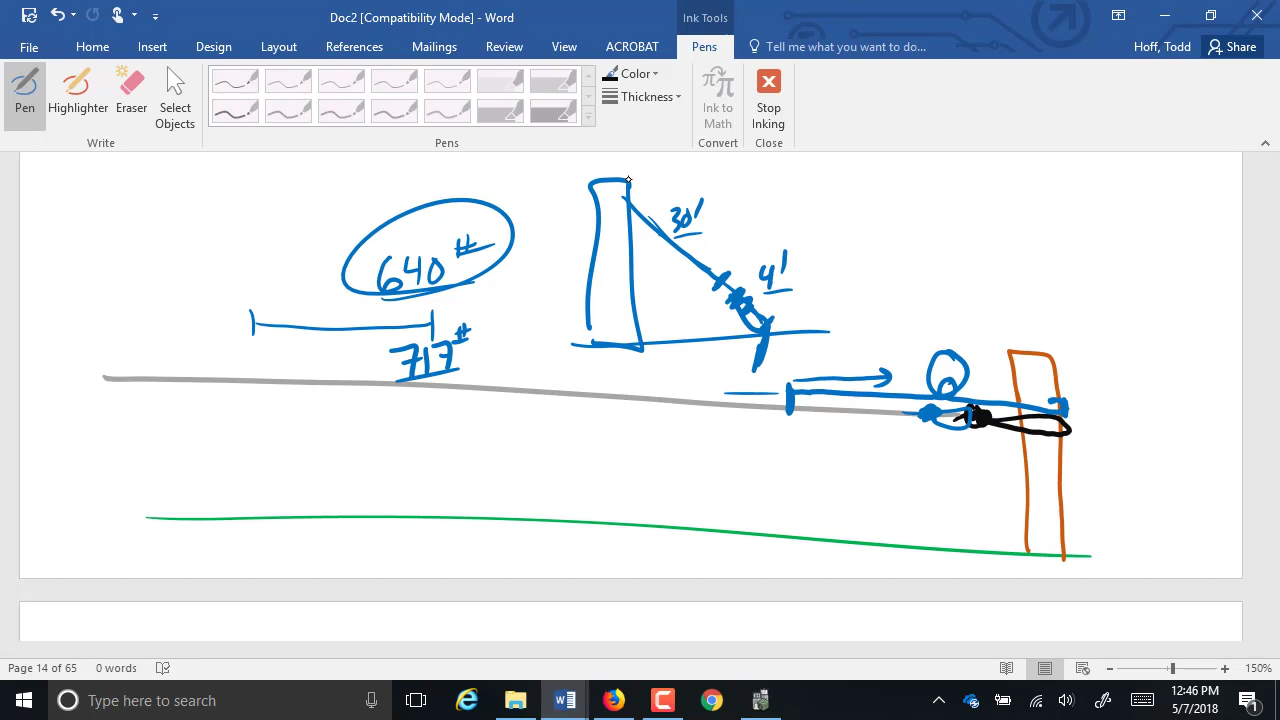 Doc2 [Compatibility Mode] - Word
Ink Tools
File Home Insert Design Layout References Mailings Review View ACROBAT Pens Tell me what you want to do... Hoff, Todd Share
Pen
Highlighter
Eraser
Select Objects
Color
Thickness
Ink to Math
Stop Inking
Write
Pens
Convert
Close
640 #
30'
4'
717 #
Page 14 of 65 0 words 150%
Type here to search
12:46 PM
5/7/2018
1